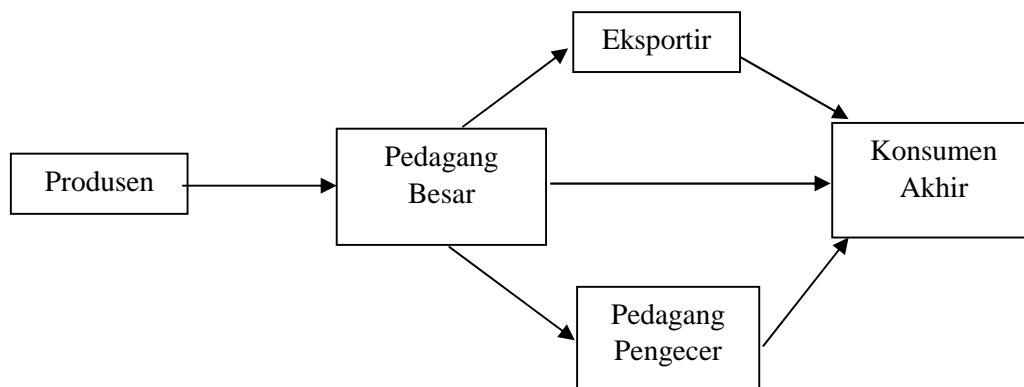 Eksportir
Produsen
Pedagang
Besar
Konsumen
Akhir
Pedagang
Pengecer